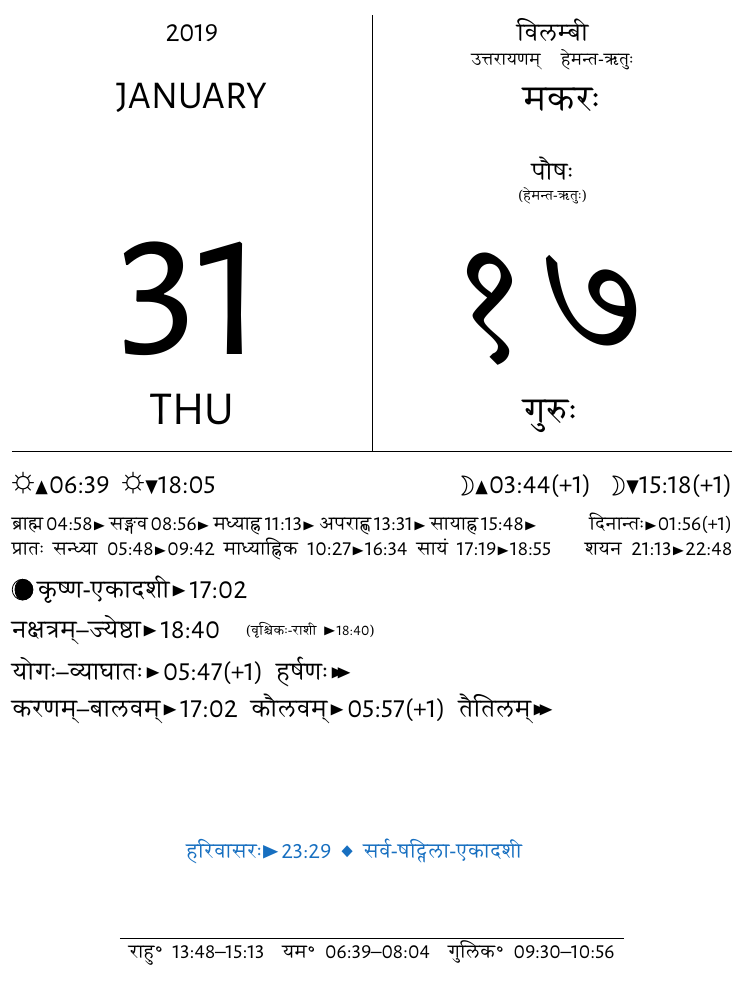 2019
JANUARY
31
THU
विलम्बी
उत्तरायणम् हेमन्त-ऋतुः
मकरः
पौषः
(हेमन्त-ऋतुः)
१७
गुरुः
☼▲06:39 ☼▼18:05 ☽▲03:44(+1) ☽▼15:18(+1)
ब्राह्म 04:58► सङ्गव 08:56► मध्याह्न 11:13► अपराह्ण 13:31► सायाह्न 15:48► दिनान्तः►01:56(+1)
प्रातः सन्ध्या 05:48►09:42 माध्याह्निक 10:27►16:34 सायं 17:19►18:55 शयन 21:13►22:48
कृष्ण-एकादशी►17:02
नक्षत्रम्–ज्येष्ठा►18:40 (वृश्चिकः-राशी ►18:40)
योगः–व्याघातः►05:47(+1) हर्षणः►►
करणम्–बालवम्►17:02 कौलवम्►05:57(+1) तैतिलम्►►
हरिवासरः►23:29 ◆ सर्व-षट्तिला-एकादशी
राहु॰ 13:48–15:13 यम॰ 06:39–08:04 गुलिक॰ 09:30–10:56